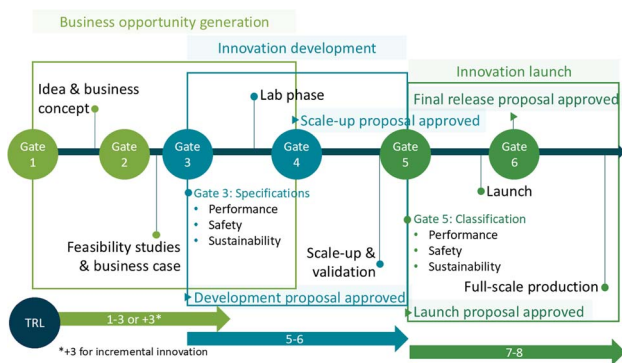 Business opportunity generation
Innovation development
Innovation launch
Idea & business
concept
Lab phase
Final release proposal approved
Scale-up proposal approved
Gate
1
Gate
2
Gate
3
Gate
4
Gate
5
Gate
6
Gate 3: Specifications
• Performance
• Safety
• Sustainability
Launch
Gate 5: Classification
• Performance
• Safety
• Sustainability
Feasibility studies
& business case
Scale-up &
validation
Full-scale production
Development proposal approved
Launch proposal approved
TRL
1-3 or +3*
5-6
7-8
*+3 for incremental innovation